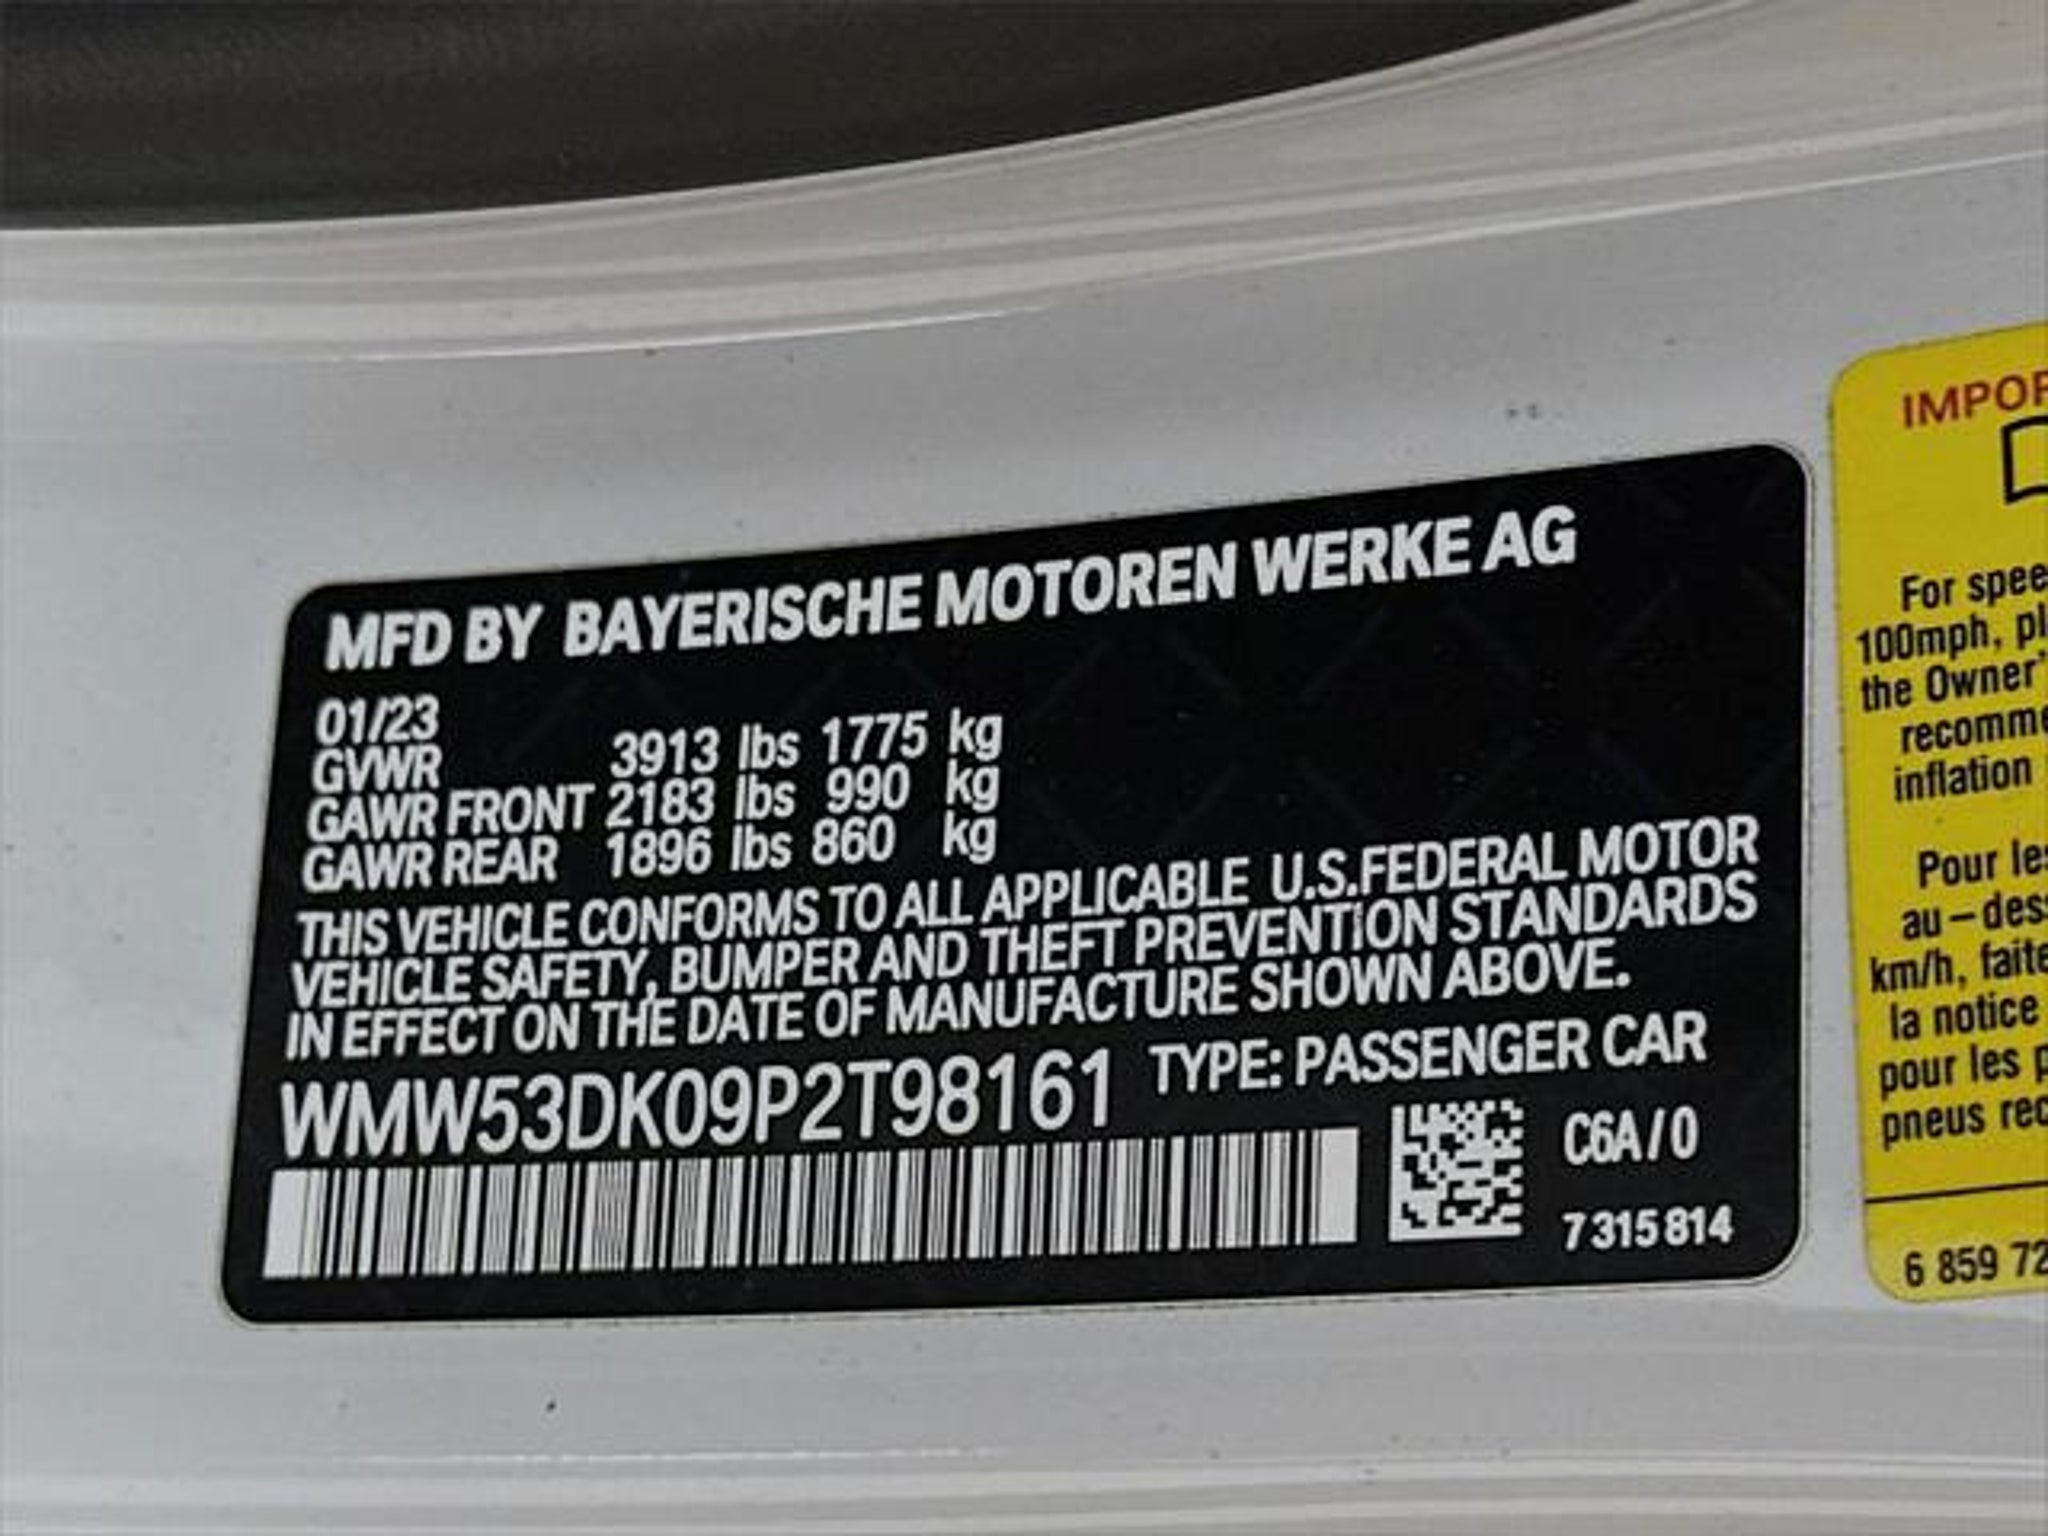 MFD BY BAYERISCHE MOTOREN WERKE AG
01/23
GVWR 3913 lbs 1775 kg
GAWR FRONT 2183 lbs 990 kg
GAWR REAR 1896 lbs 860 kg
THIS VEHICLE CONFORMS TO ALL APPLICABLE U.S.FEDERAL MOTOR
VEHICLE SAFETY, BUMPER AND THEFT PREVENTION STANDARDS
IN EFFECT ON THE DATE OF MANUFACTURE SHOWN ABOVE.
WMW53DK09P2T98161 TYPE: PASSENGER CAR
C6A/0
7 315 814
IMPOR
For spee
100mph, pl
the Owner'
recomme
inflation
Pour les
au-dess
km/h, faite
la notice
pour les p
pneus rec
6 859 72